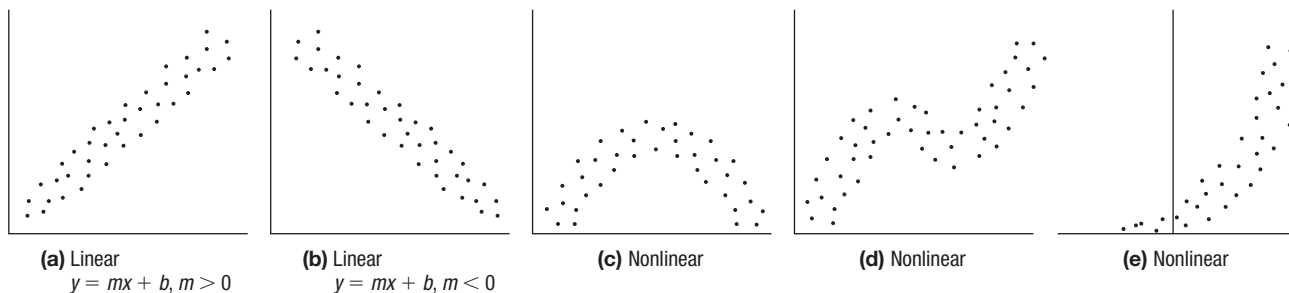 (a) Linear
y = mx + b, m > 0
(b) Linear
y = mx + b, m < 0
(c) Nonlinear
(d) Nonlinear
(e) Nonlinear